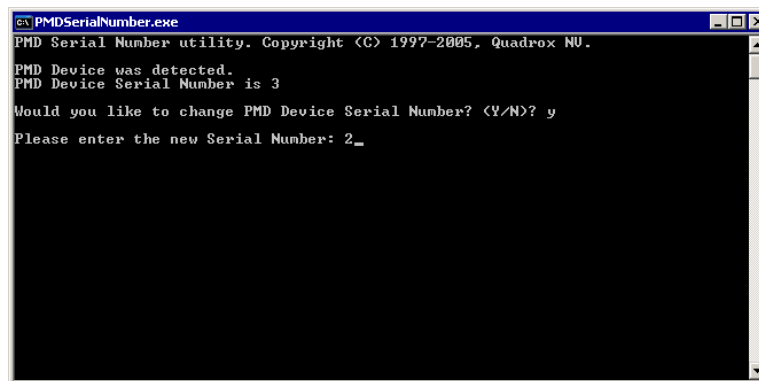 PMDSerialNumber.exe
PMD Serial Number utility. Copyright (C) 1997-2005, Quadrox NV.
PMD Device was detected.
PMD Device Serial Number is 3
Would you like to change PMD Device Serial Number? (Y/N)? y
Please enter the new Serial Number: 2_